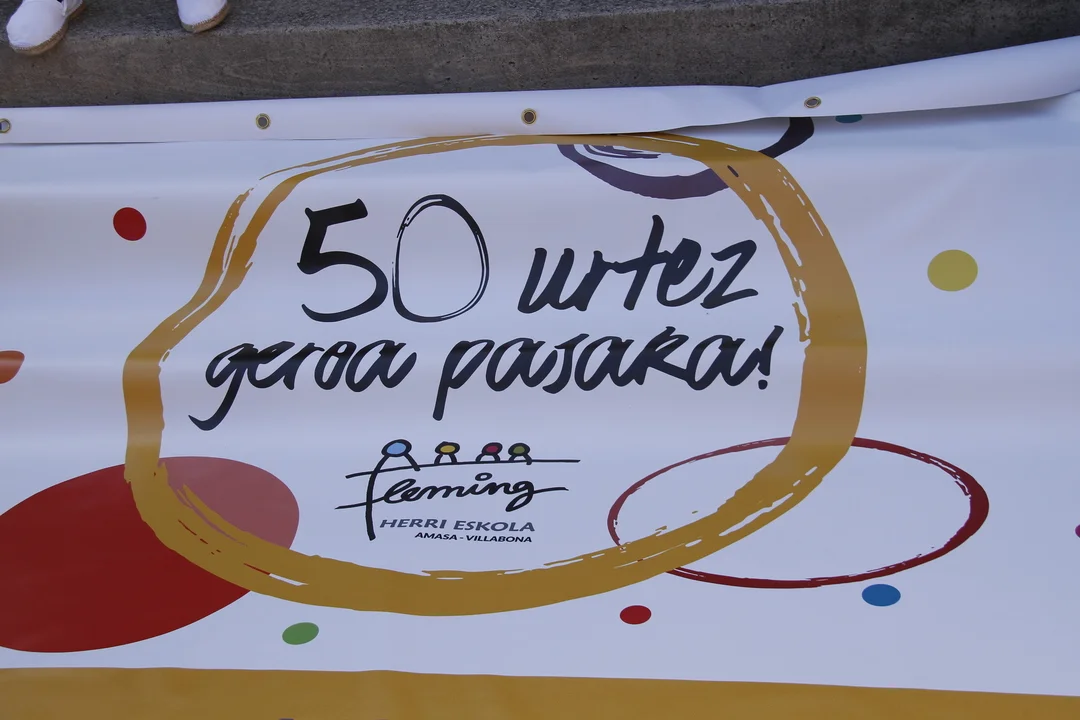 50 urtez
geroa pasaka!
Fleming
HERRI ESKOLA
AMASA - VILLABONA